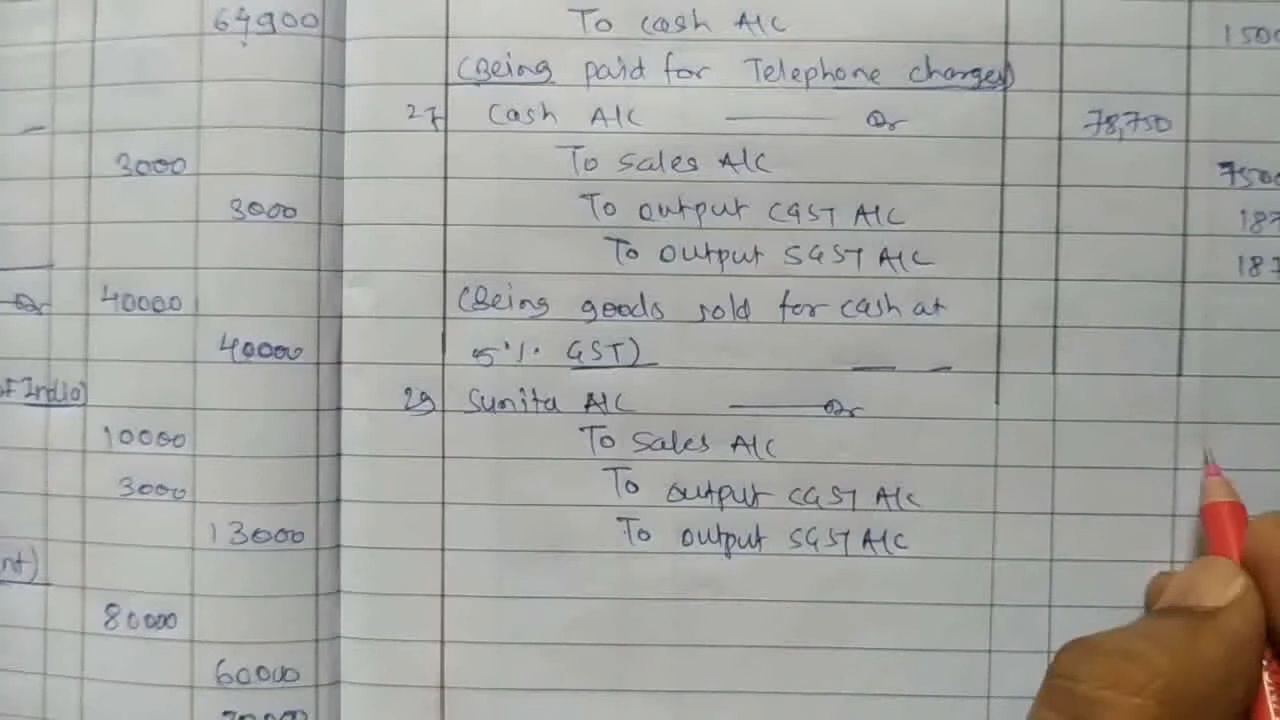 64900
3000
3000
40000
40000
10000
3000
13000
80000
60000
To cash A/C
(Being paid for Telephone charges)
27 Cash A/C Dr 78,750
To sales A/C
To output CGST A/C
To output SGST A/C
(Being goods sold for cash at
5% GST)
29 Sunita A/C Dr
To Sales A/C
To output CGST A/C
To output SGST A/C